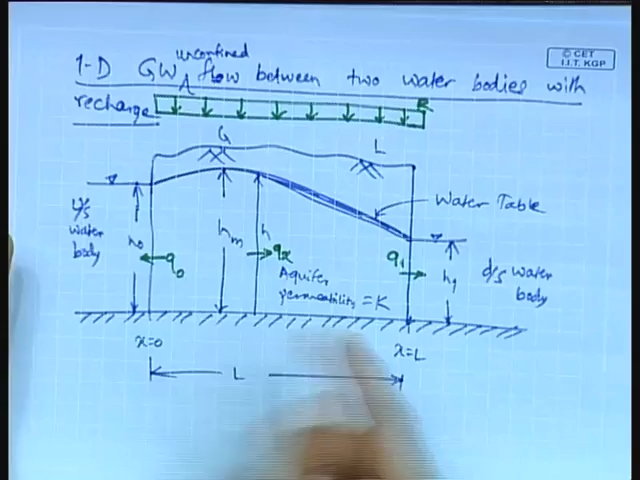 © CET
I.I.T. KGP
unconfined
1-D GW flow between two water bodies with
recharge
R
G L
Water Table
u/s
water
body
h₀
q₀
hₘ
h
qₓ
Aquifer
permeability = K
q₁
h₁
d/s water
body
x=0
x=L
L